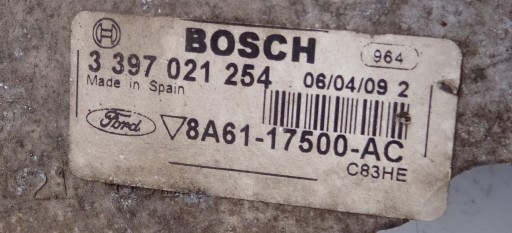 BOSCH
964
3 397 021 254 06/04/09 2
Made in Spain
Ford
8A61-17500-AC
C83HE